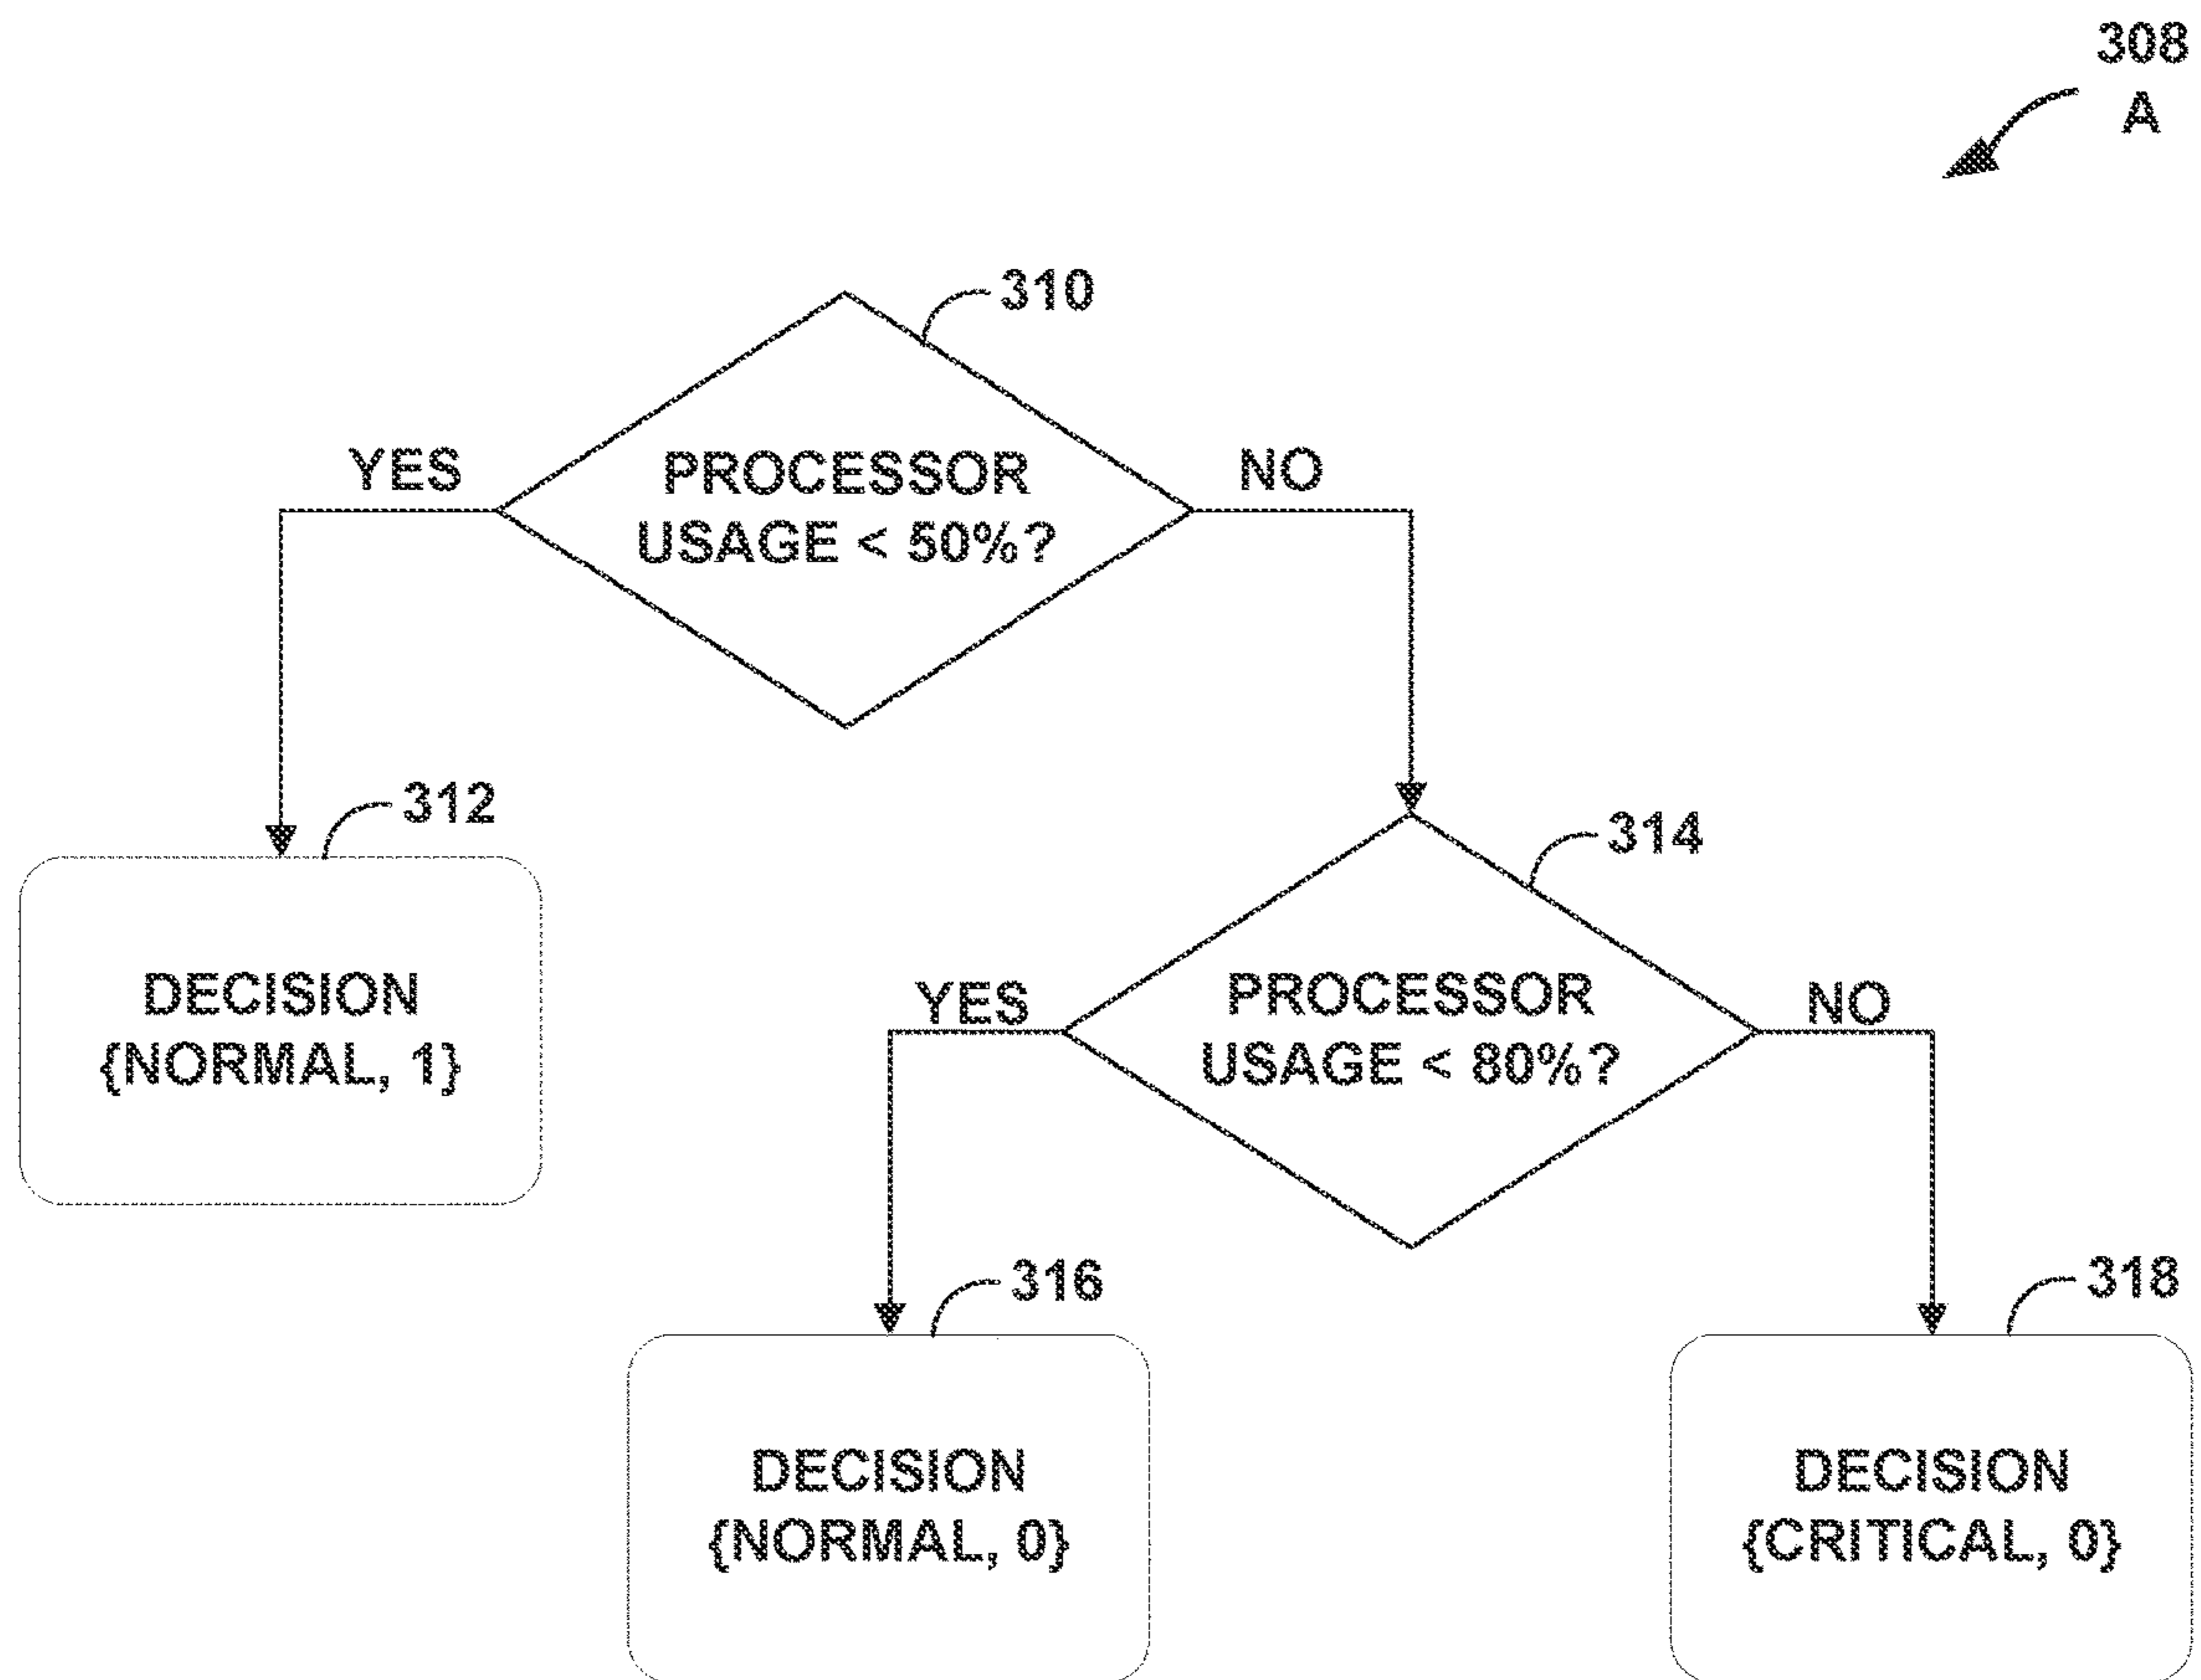 308
A
310
YES
PROCESSOR
USAGE < 50%?
NO
312
DECISION
{NORMAL, 1}
314
YES
PROCESSOR
USAGE < 80%?
NO
316
DECISION
{NORMAL, 0}
318
DECISION
{CRITICAL, 0}